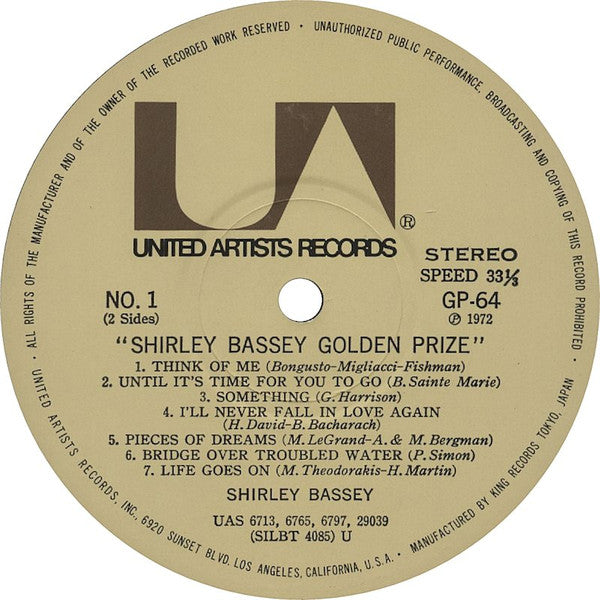 UNITED ARTISTS RECORDS, INC., 6920 SUNSET BLVD. LOS ANGELES, CALIFORNIA, U.S.A. • ALL RIGHTS OF THE MANUFACTURER AND OF THE OWNER OF THE RECORDED WORK RESERVED • UNAUTHORIZED PUBLIC PERFORMANCE, BROADCASTING AND COPYING OF THIS RECORD PROHIBITED • MANUFACTURED BY KING RECORDS TOKYO, JAPAN
UA®
UNITED ARTISTS RECORDS
STEREO
SPEED 33⅓
NO. 1
GP-64
(2 Sides)
℗ 1972
"SHIRLEY BASSEY GOLDEN PRIZE"
1. THINK OF ME (Bongusto-Migliacci-Fishman)
2. UNTIL IT'S TIME FOR YOU TO GO (B. Sainte Marie)
3. SOMETHING (G. Harrison)
4. I'LL NEVER FALL IN LOVE AGAIN
(H. David-B. Bacharach)
5. PIECES OF DREAMS (M. LeGrand-A. & M. Bergman)
6. BRIDGE OVER TROUBLED WATER (P. Simon)
7. LIFE GOES ON (M. Theodorakis-H. Martin)
SHIRLEY BASSEY
UAS 6713, 6765, 6797, 29039
(SILBT 4085) U